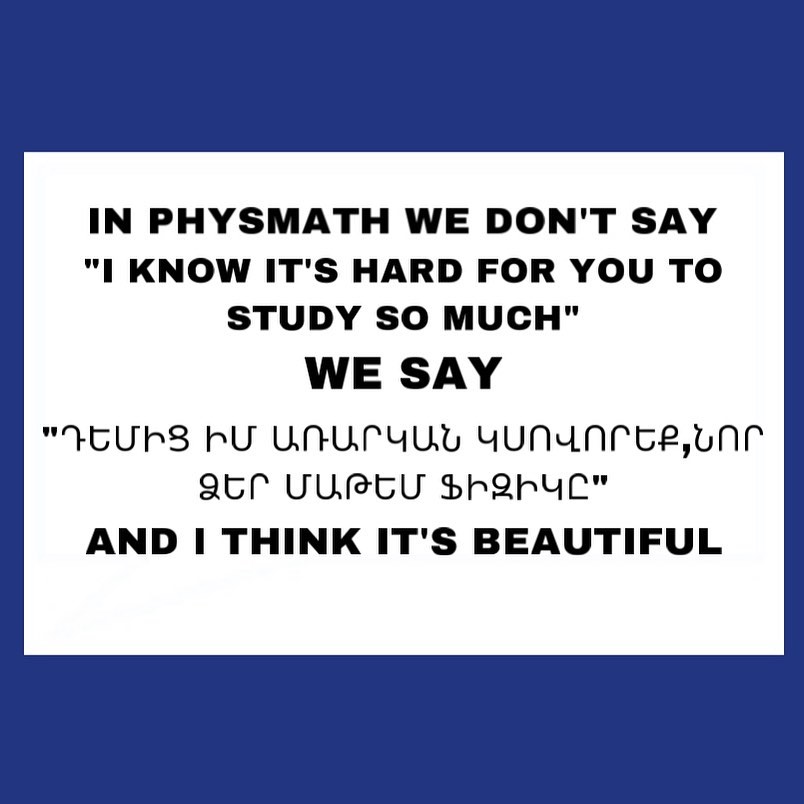 IN PHYSMATH WE DON'T SAY
"I KNOW IT'S HARD FOR YOU TO
STUDY SO MUCH"
WE SAY
"ԴԵՄԻՑ ԻՄ ԱՌԱՐԿԱՆ ԿՍՈՎՈՐԵՔ,ՆՈՐ
ՁԵՐ ՄԱԹԵՄ ՖԻԶԻԿԸ"
AND I THINK IT'S BEAUTIFUL